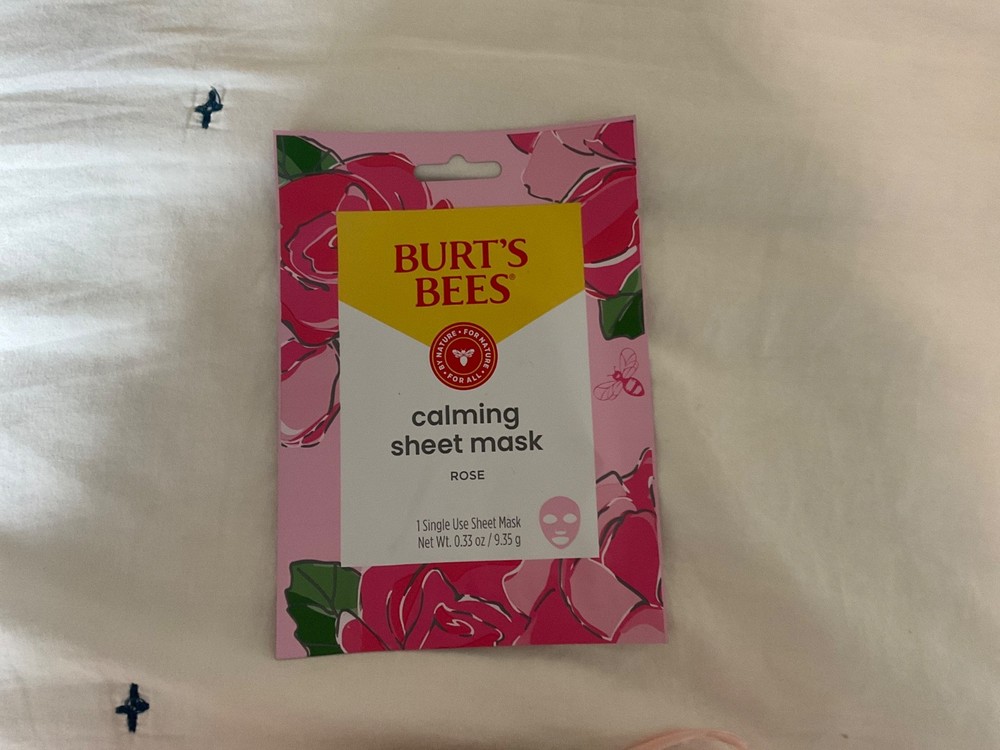 BURT'S
BEES®
BY NATURE • FOR NATURE • FOR ALL •
calming
sheet mask
ROSE
1 Single Use Sheet Mask
Net Wt. 0.33 oz / 9.35 g